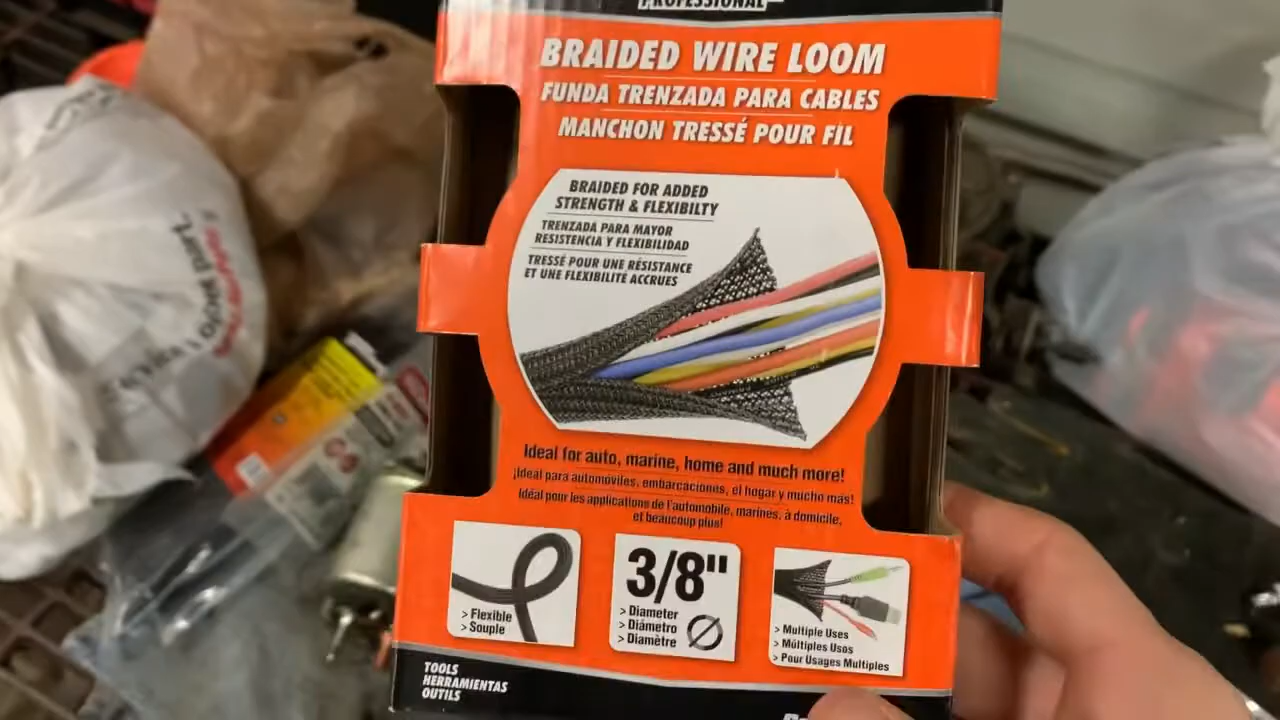 PROFESSIONAL
BRAIDED WIRE LOOM
FUNDA TRENZADA PARA CABLES
MANCHON TRESSÉ POUR FIL
BRAIDED FOR ADDED
STRENGTH & FLEXIBILTY
TRENZADA PARA MAYOR
RESISTENCIA Y FLEXIBILIDAD
TRESSÉ POUR UNE RÉSISTANCE
ET UNE FLEXIBILITÉ ACCRUES
Ideal for auto, marine, home and much more!
¡Ideal para automóviles, embarcaciones, el hogar y mucho más!
Idéal pour les applications de l'automobile, marines, à domicile,
et beaucoup plus!
> Flexible
> Souple
3/8"
> Diameter
> Diámetro
> Diamètre
> Multiple Uses
> Múltiples Usos
> Pour Usages Multiples
TOOLS
HERRAMIENTAS
OUTILS